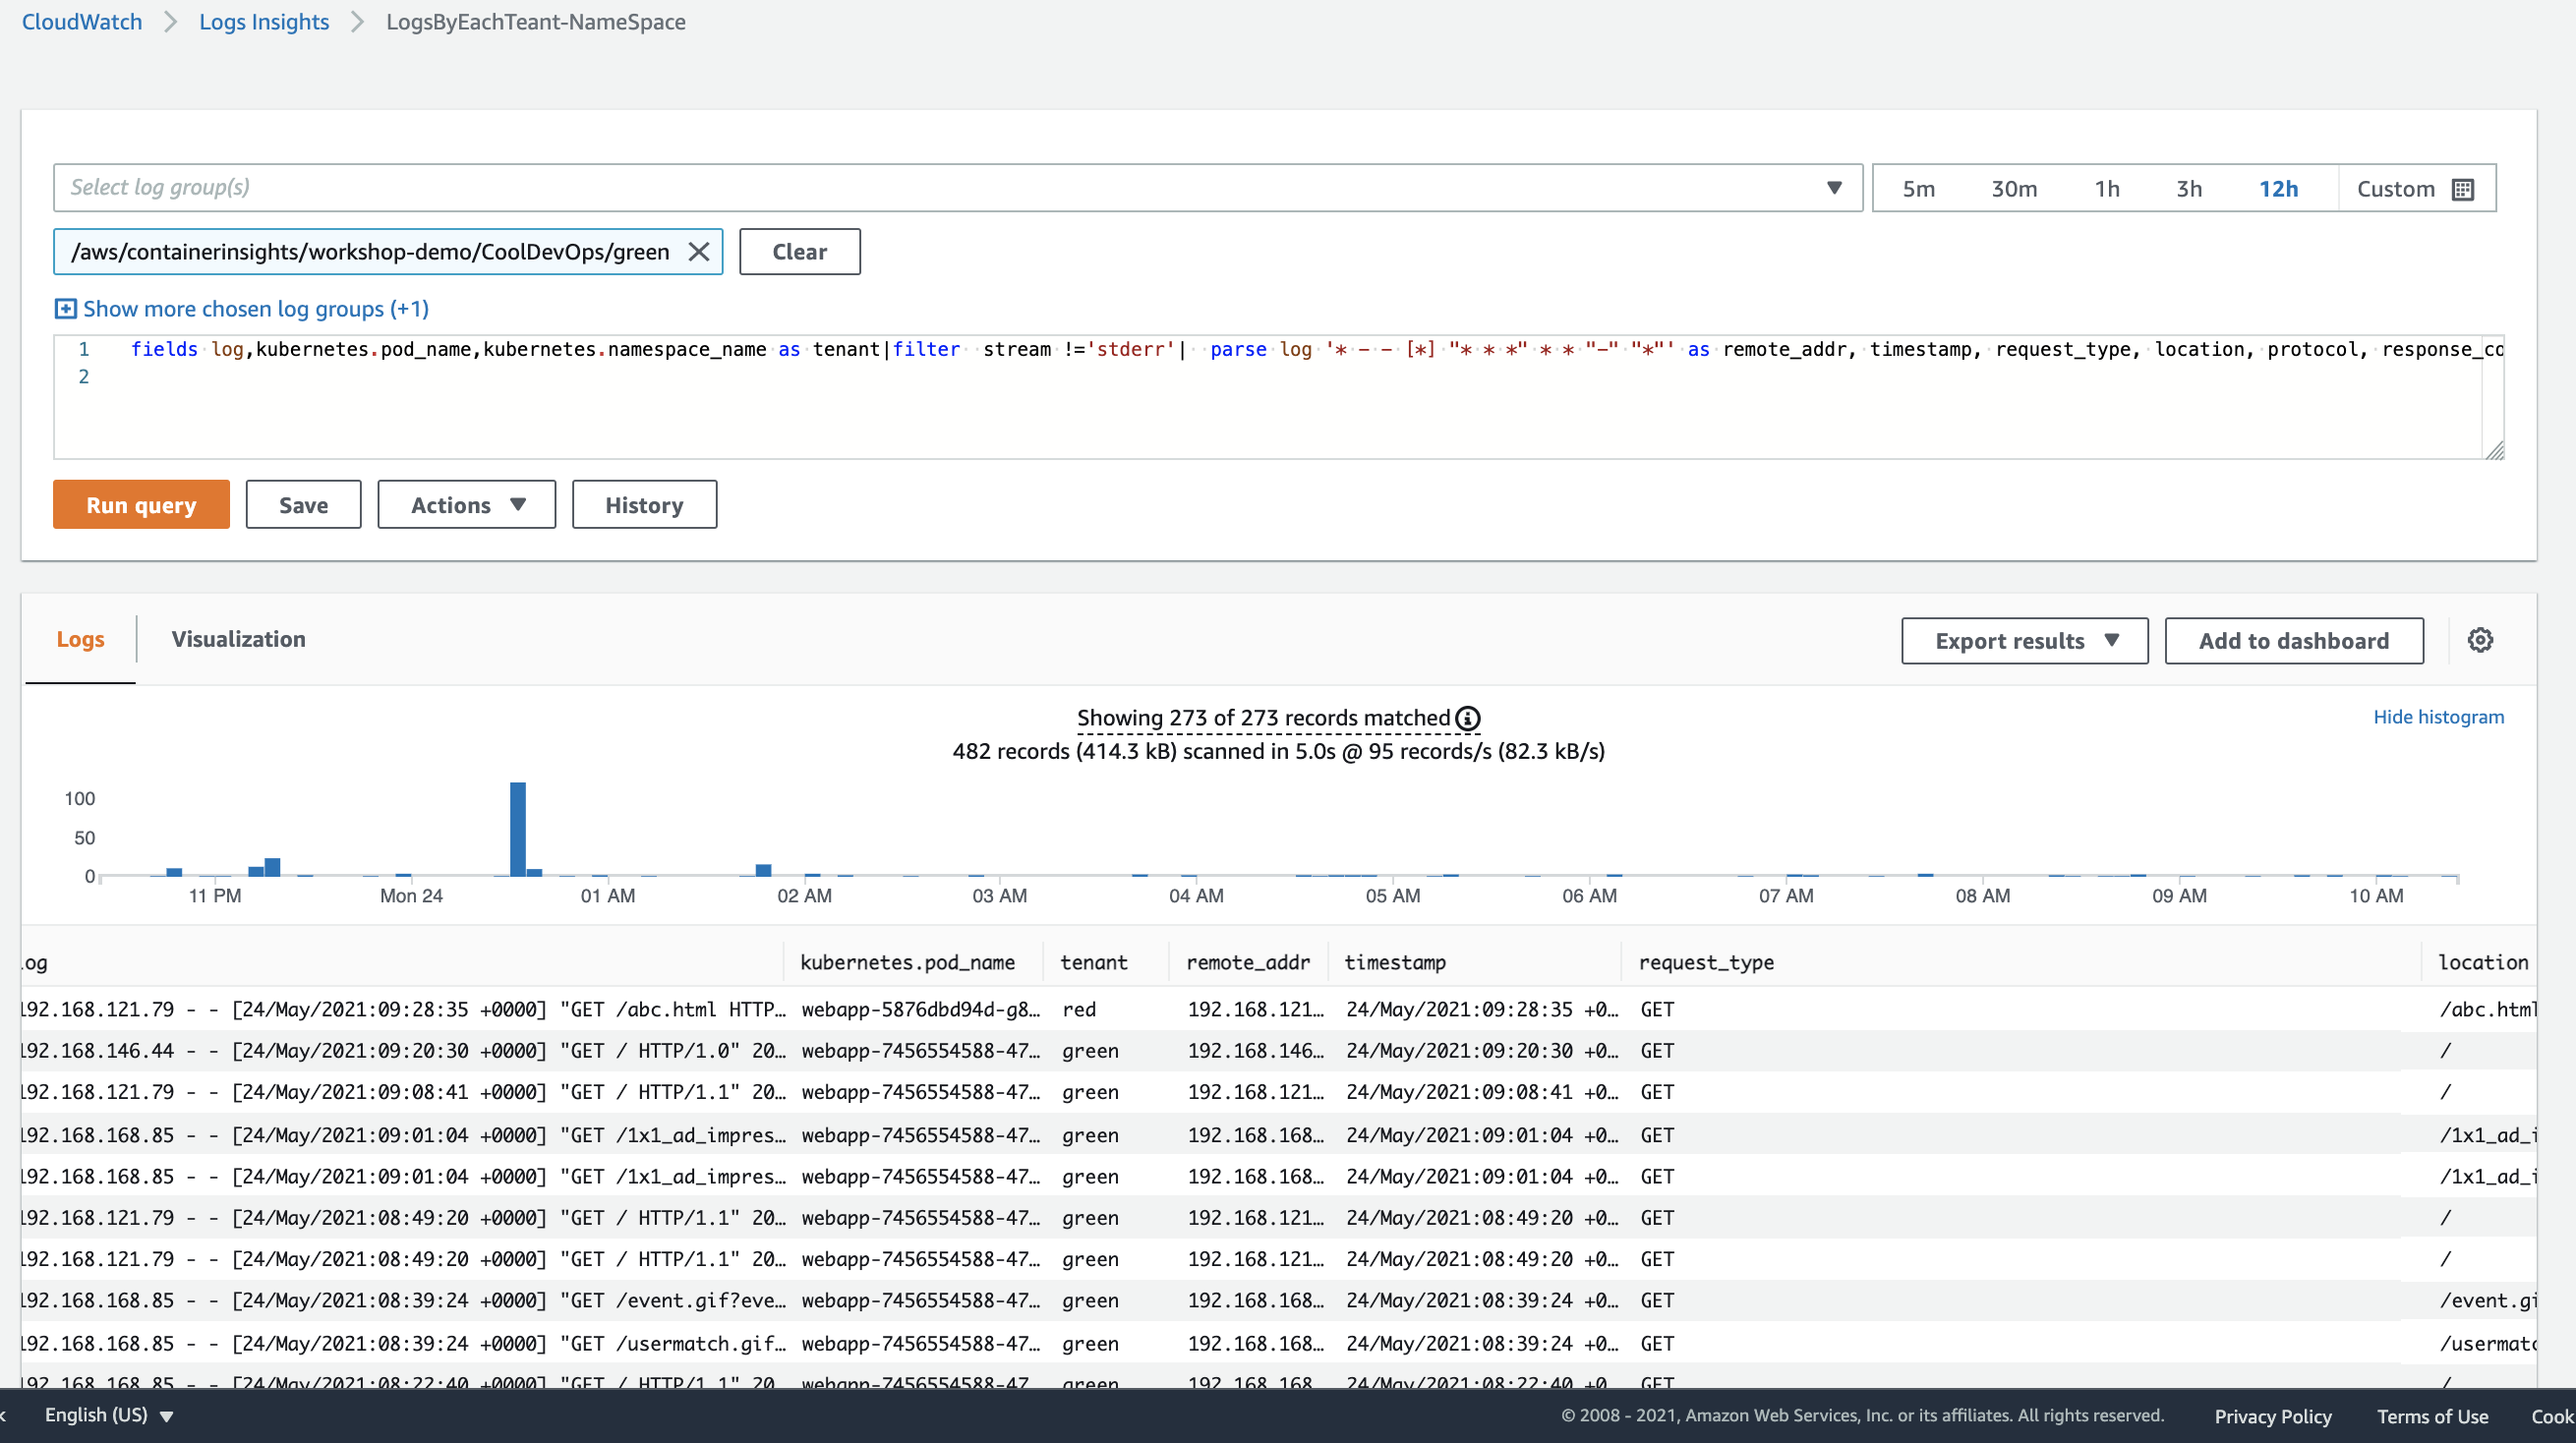 CloudWatch > Logs Insights > LogsByEachTeant-NameSpace
Select log group(s)
5m 30m 1h 3h 12h Custom
/aws/containerinsights/workshop-demo/CoolDevOps/green
Clear
Show more chosen log groups (+1)
1 fields log,kubernetes.pod_name,kubernetes.namespace_name as tenant|filter stream !='stderr'| parse log '* - - [*] "* * *" * * "-" "*"' as remote_addr, timestamp, request_type, location, protocol, response_co
2
Run query Save Actions History
Logs Visualization Export results Add to dashboard
Showing 273 of 273 records matched
Hide histogram
482 records (414.3 kB) scanned in 5.0s @ 95 records/s (82.3 kB/s)
100
50
0
11 PM Mon 24 01 AM 02 AM 03 AM 04 AM 05 AM 06 AM 07 AM 08 AM 09 AM 10 AM
log kubernetes.pod_name tenant remote_addr timestamp request_type location
192.168.121.79 - - [24/May/2021:09:28:35 +0000] "GET /abc.html HTTP… webapp-5876dbd94d-g8… red 192.168.121… 24/May/2021:09:28:35 +0… GET /abc.html
192.168.146.44 - - [24/May/2021:09:20:30 +0000] "GET / HTTP/1.0" 20… webapp-7456554588-47… green 192.168.146… 24/May/2021:09:20:30 +0… GET /
192.168.121.79 - - [24/May/2021:09:08:41 +0000] "GET / HTTP/1.1" 20… webapp-7456554588-47… green 192.168.121… 24/May/2021:09:08:41 +0… GET /
192.168.168.85 - - [24/May/2021:09:01:04 +0000] "GET /1x1_ad_impres… webapp-7456554588-47… green 192.168.168… 24/May/2021:09:01:04 +0… GET /1x1_ad_i
192.168.168.85 - - [24/May/2021:09:01:04 +0000] "GET /1x1_ad_impres… webapp-7456554588-47… green 192.168.168… 24/May/2021:09:01:04 +0… GET /1x1_ad_i
192.168.121.79 - - [24/May/2021:08:49:20 +0000] "GET / HTTP/1.1" 20… webapp-7456554588-47… green 192.168.121… 24/May/2021:08:49:20 +0… GET /
192.168.121.79 - - [24/May/2021:08:49:20 +0000] "GET / HTTP/1.1" 20… webapp-7456554588-47… green 192.168.121… 24/May/2021:08:49:20 +0… GET /
192.168.168.85 - - [24/May/2021:08:39:24 +0000] "GET /event.gif?eve… webapp-7456554588-47… green 192.168.168… 24/May/2021:08:39:24 +0… GET /event.gi
192.168.168.85 - - [24/May/2021:08:39:24 +0000] "GET /usermatch.gif… webapp-7456554588-47… green 192.168.168… 24/May/2021:08:39:24 +0… GET /usermatc
192.168.168.85 - - [24/May/2021:08:22:40 +0000] "GET / HTTP/1.1" 20 webapp-7456554588-47 green 192.168.168 24/May/2021:08:22:40 +0 GET /
English (US) © 2008 - 2021, Amazon Web Services, Inc. or its affiliates. All rights reserved. Privacy Policy Terms of Use Cook